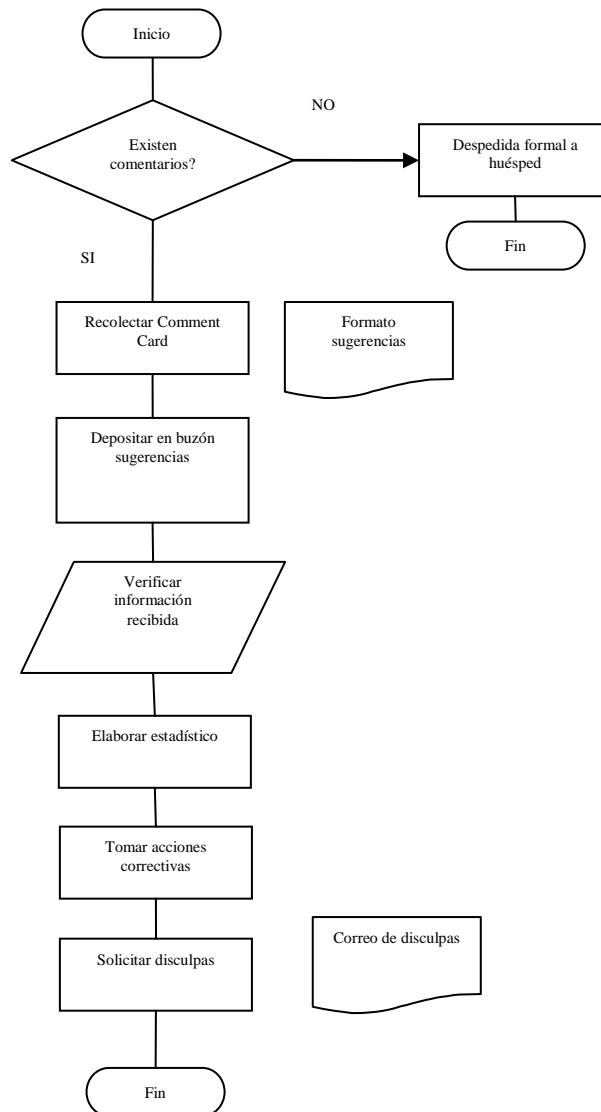 Inicio
NO
Existen
comentarios?
Despedida formal a
huésped
Fin
SI
Recolectar Comment
Card
Formato
sugerencias
Depositar en buzón
sugerencias
Verificar
información
recibida
Elaborar estadístico
Tomar acciones
correctivas
Correo de disculpas
Solicitar disculpas
Fin